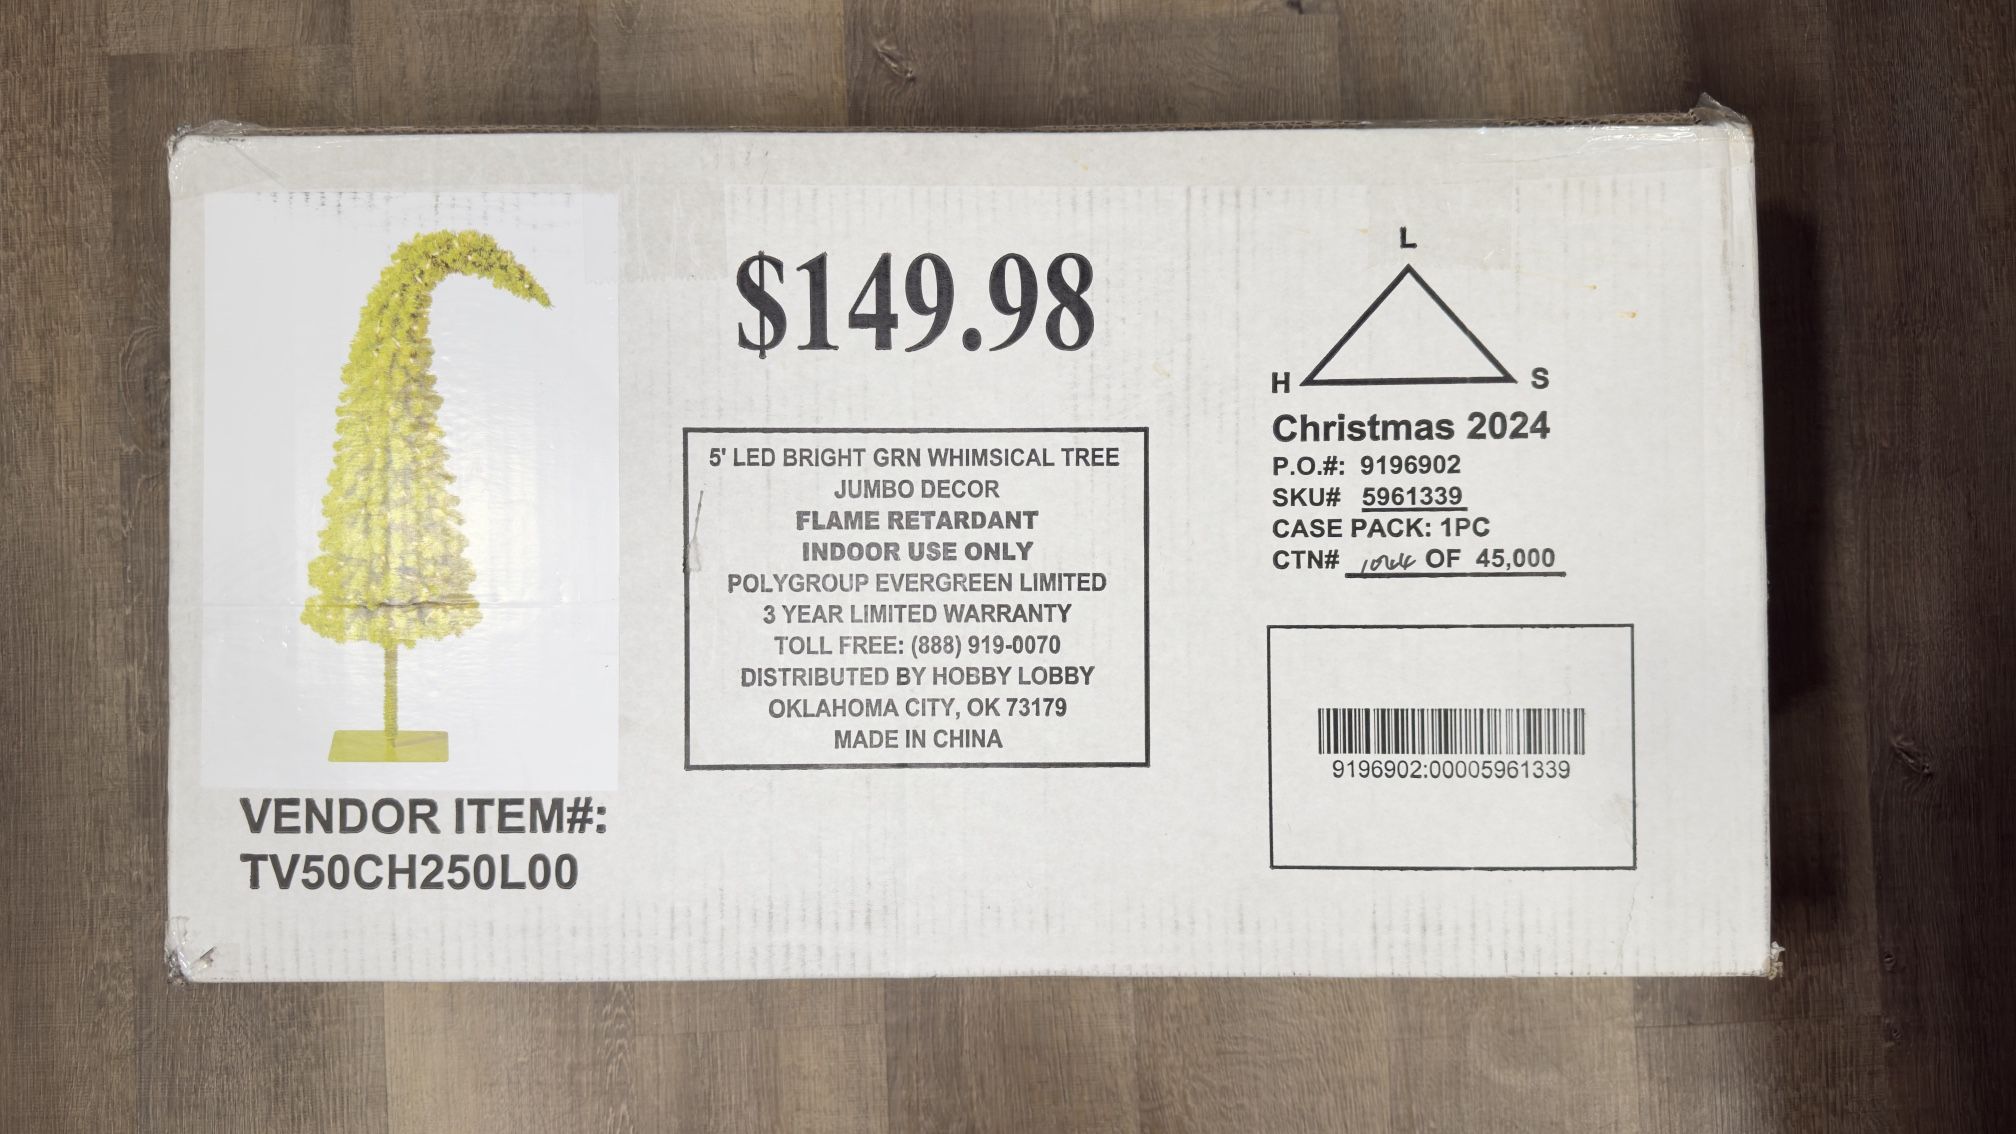 $149.98
5' LED BRIGHT GRN WHIMSICAL TREE
JUMBO DECOR
FLAME RETARDANT
INDOOR USE ONLY
POLYGROUP EVERGREEN LIMITED
3 YEAR LIMITED WARRANTY
TOLL FREE: (888) 919-0070
DISTRIBUTED BY HOBBY LOBBY
OKLAHOMA CITY, OK 73179
MADE IN CHINA
VENDOR ITEM#:
TV50CH250L00
L
H S
Christmas 2024
P.O.#: 9196902
SKU# 5961339
CASE PACK: 1PC
CTN# OF 45,000
9196902:00005961339